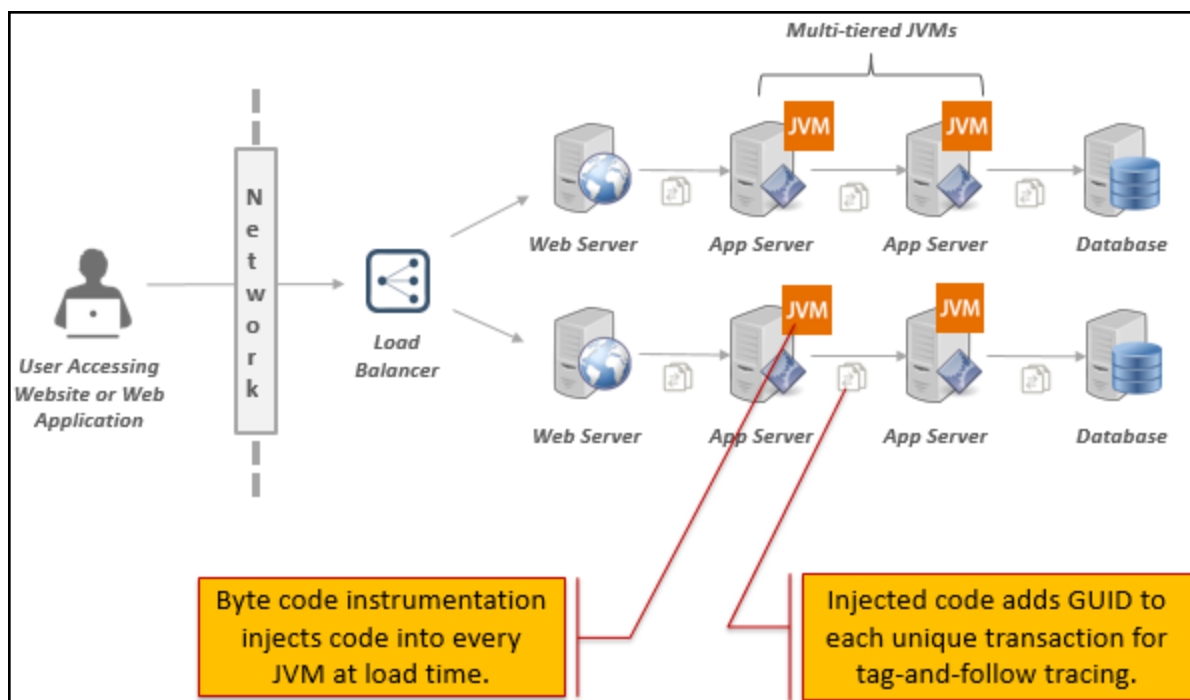 Multi-tiered JVMs
JVM
JVM
Network
Web Server
App Server
App Server
Database
User Accessing
Website or Web
Application
Load
Balancer
JVM
JVM
Web Server
App Server
App Server
Database
Byte code instrumentation
injects code into every
JVM at load time.
Injected code adds GUID to
each unique transaction for
tag-and-follow tracing.